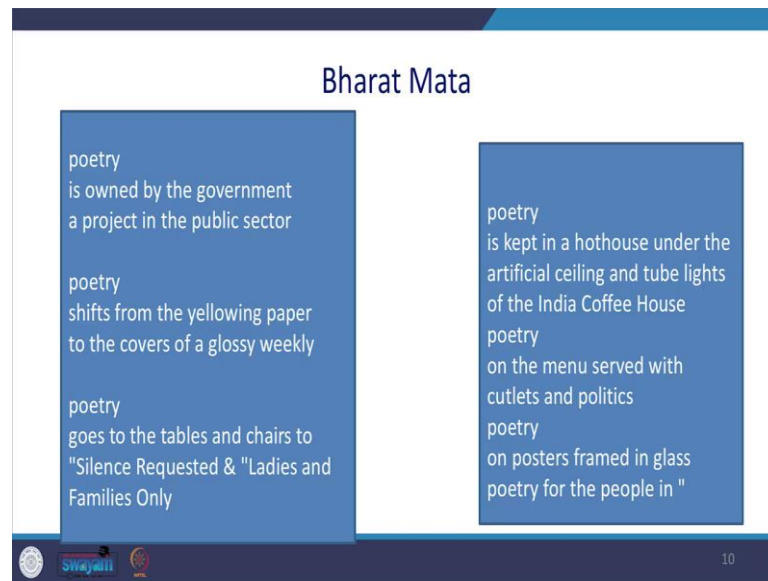 Bharat Mata
poetry
is owned by the government
a project in the public sector
poetry
shifts from the yellowing paper
to the covers of a glossy weekly
poetry
goes to the tables and chairs to
"Silence Requested & "Ladies and
Families Only
poetry
is kept in a hothouse under the
artificial ceiling and tube lights
of the India Coffee House
poetry
on the menu served with
cutlets and politics
poetry
on posters framed in glass
poetry for the people in "
swayam
10